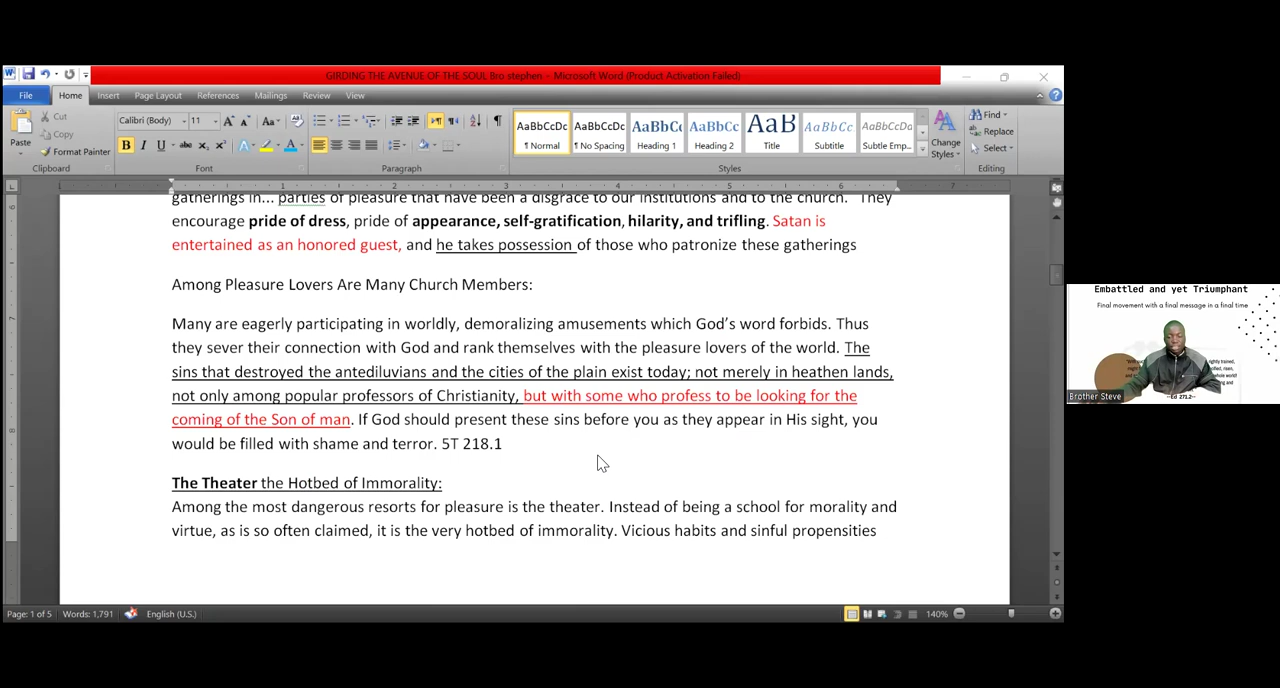 GIRDING THE AVENUE OF THE SOUL Bro stephen - Microsoft Word (Product Activation Failed)
File Home Insert Page Layout References Mailings Review View
Paste
Cut
Copy
Format Painter
Clipboard
Calibri (Body) 11
Font
Paragraph
AaBbCcDc AaBbCcDc AaBbCc AaBbCc AaB AaBbCc. AaBbCcDc
¶ Normal ¶ No Spacing Heading 1 Heading 2 Title Subtitle Subtle Emp...
Styles
Change Styles
Find
Replace
Select
Editing
1 2 3 4 5 6 7
gatherings in... parties of pleasure that have been a disgrace to our institutions and to the church. They
encourage pride of dress, pride of appearance, self-gratification, hilarity, and trifling. Satan is
entertained as an honored guest, and he takes possession of those who patronize these gatherings
Among Pleasure Lovers Are Many Church Members:
Many are eagerly participating in worldly, demoralizing amusements which God's word forbids. Thus
they sever their connection with God and rank themselves with the pleasure lovers of the world. The
sins that destroyed the antediluvians and the cities of the plain exist today; not merely in heathen lands,
not only among popular professors of Christianity, but with some who profess to be looking for the
coming of the Son of man. If God should present these sins before you as they appear in His sight, you
would be filled with shame and terror. 5T 218.1
The Theater the Hotbed of Immorality:
Among the most dangerous resorts for pleasure is the theater. Instead of being a school for morality and
virtue, as is so often claimed, it is the very hotbed of immorality. Vicious habits and sinful propensities
Page: 1 of 5 Words: 1,791 English (U.S.) 140%
Embattled and yet Triumphant
Final movement with a final message in a final time
Brother Steve
--Ed 271.2--